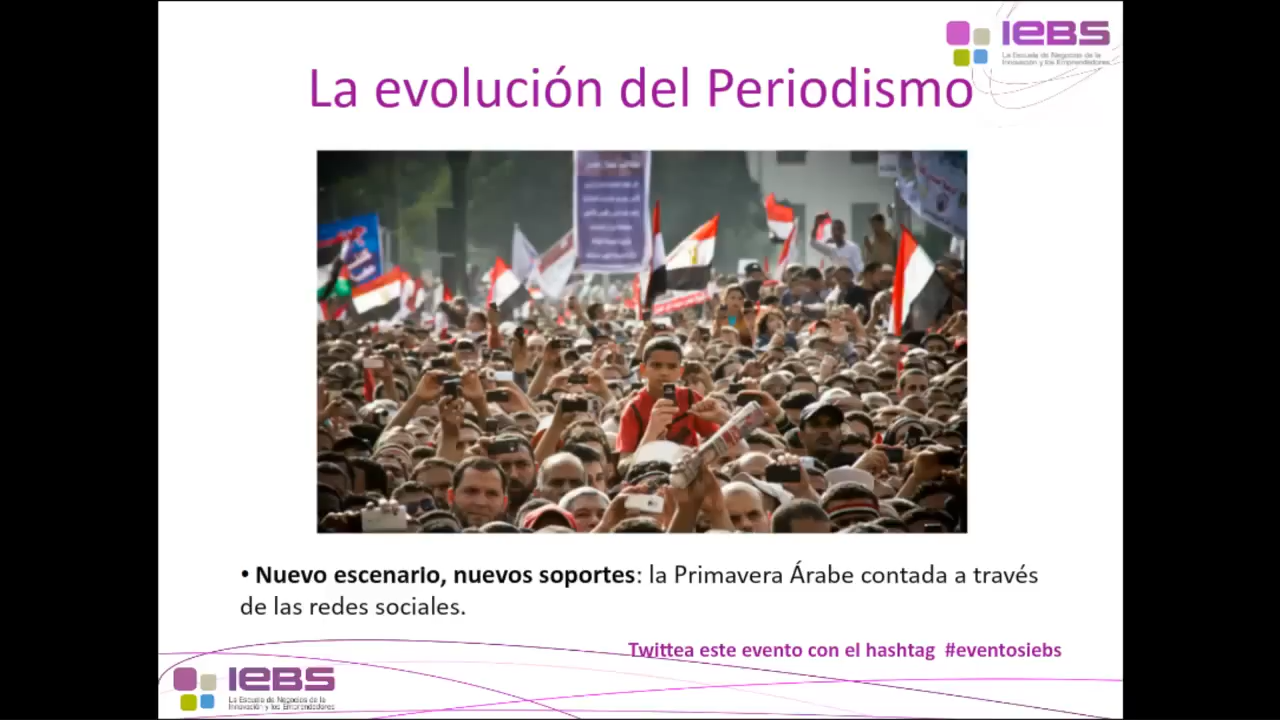 IEBS
La Escuela de Negocios de la
Innovación y los Emprendedores
La evolución del Periodismo
• Nuevo escenario, nuevos soportes: la Primavera Árabe contada a través
de las redes sociales.
Twittea este evento con el hashtag #eventosiebs
IEBS
La Escuela de Negocios de la
Innovación y los Emprendedores